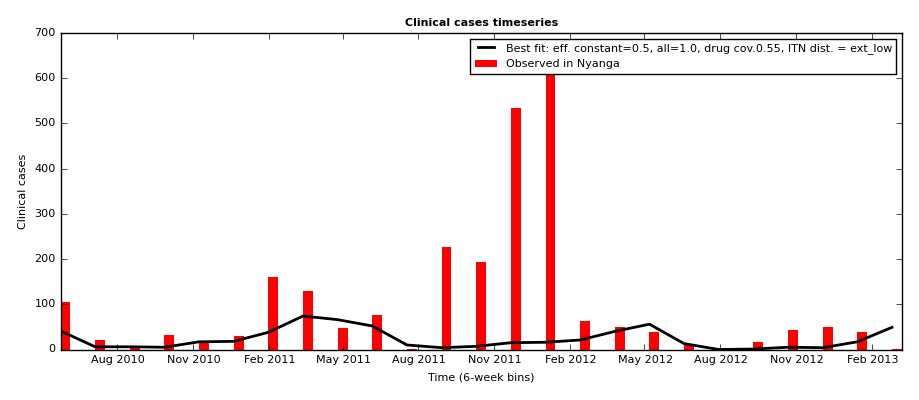 Clinical cases timeseries
700
600
500
400
300
200
100
0
Clinical cases
Best fit: eff. constant=0.5, all=1.0, drug cov.0.55, ITN dist. = ext_low
Observed in Nyanga
Aug 2010 Nov 2010 Feb 2011 May 2011 Aug 2011 Nov 2011 Feb 2012 May 2012 Aug 2012 Nov 2012 Feb 2013
Time (6-week bins)